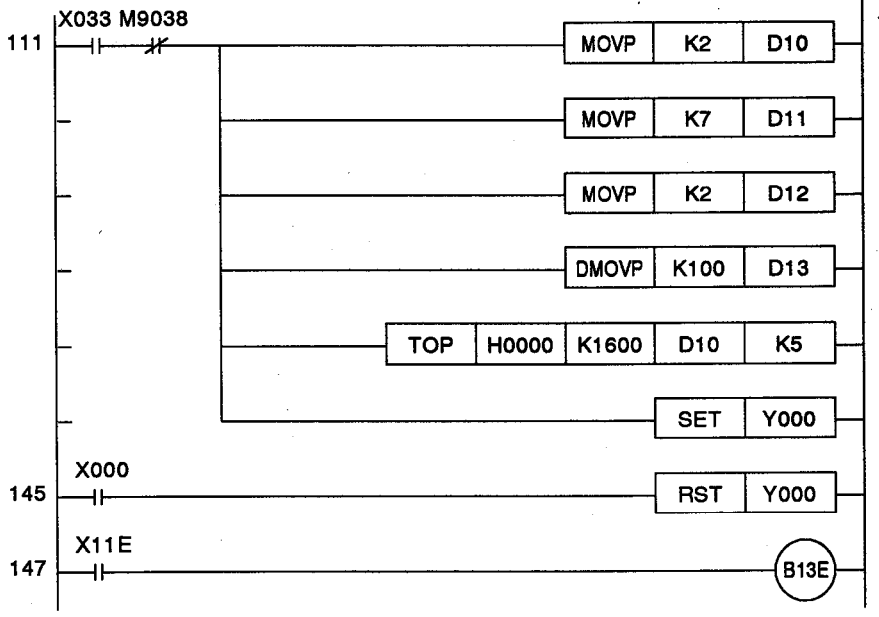 X033 M9038
111 MOVP K2 D10
MOVP K7 D11
MOVP K2 D12
DMOVP K100 D13
TOP H0000 K1600 D10 K5
SET Y000
X000
145 RST Y000
X11E
147 B13E